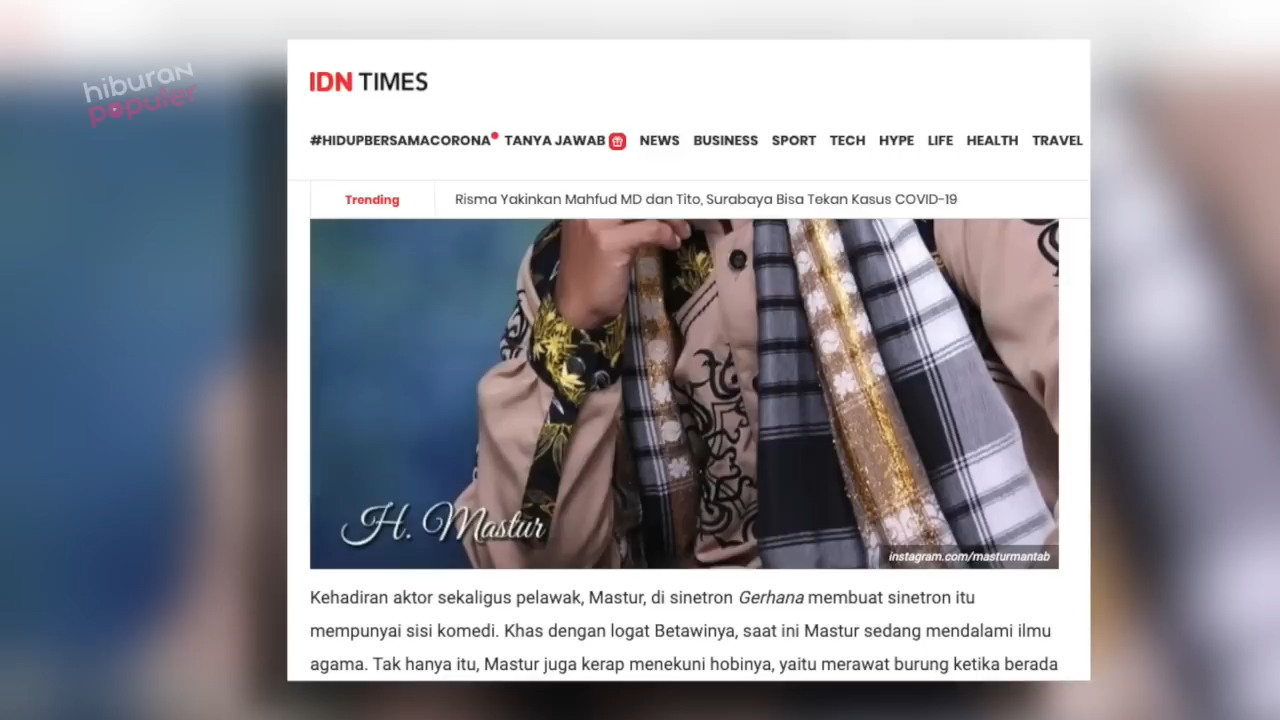 hiburan
populer
IDN TIMES
#HIDUPBERSAMACORONA TANYA JAWAB NEWS BUSINESS SPORT TECH HYPE LIFE HEALTH TRAVEL
Trending Risma Yakinkan Mahfud MD dan Tito, Surabaya Bisa Tekan Kasus COVID-19
H. Mastur
instagram.com/masturmantab
Kehadiran aktor sekaligus pelawak, Mastur, di sinetron Gerhana membuat sinetron itu
mempunyai sisi komedi. Khas dengan logat Betawinya, saat ini Mastur sedang mendalami ilmu
agama. Tak hanya itu, Mastur juga kerap menekuni hobinya, yaitu merawat burung ketika berada